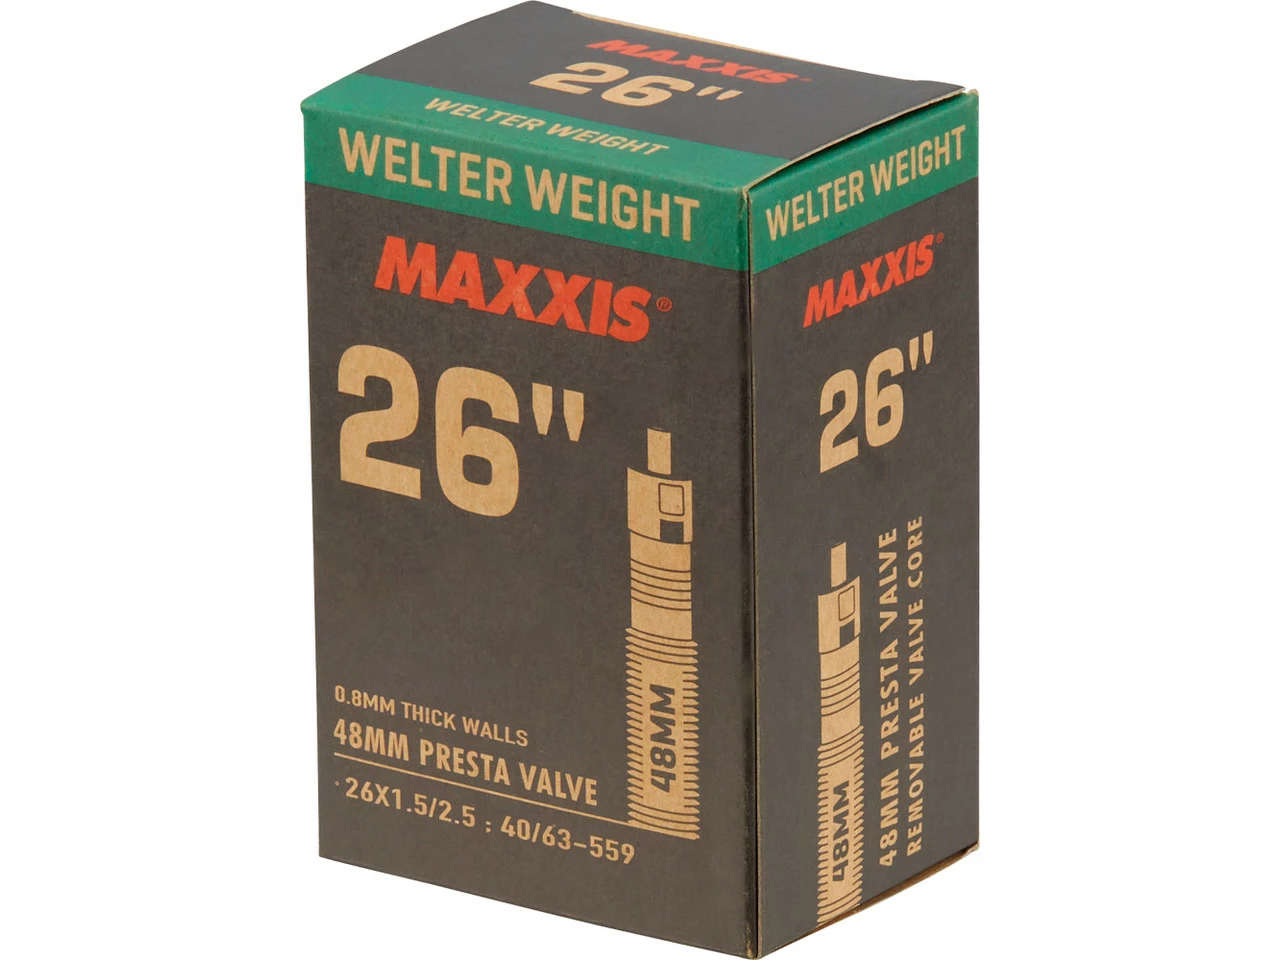 MAXXIS®
26"
WELTER WEIGHT
WELTER WEIGHT
MAXXIS®
26"
48MM
0.8MM THICK WALLS
48MM PRESTA VALVE
·26X1.5/2.5 ; 40/63-559
WELTER WEIGHT
MAXXIS®
26"
48MM
48MM PRESTA VALVE
REMOVABLE VALVE CORE